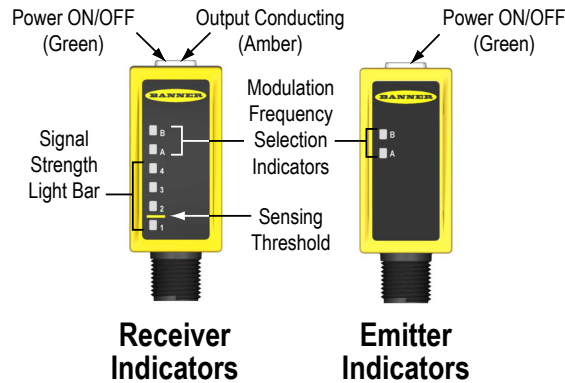 Power ON/OFF
(Green)
Output Conducting
(Amber)
Power ON/OFF
(Green)
BANNER
B
A
4
3
2
1
Signal
Strength
Light Bar
Modulation
Frequency
Selection
Indicators
Sensing
Threshold
BANNER
B
A
Receiver
Indicators
Emitter
Indicators